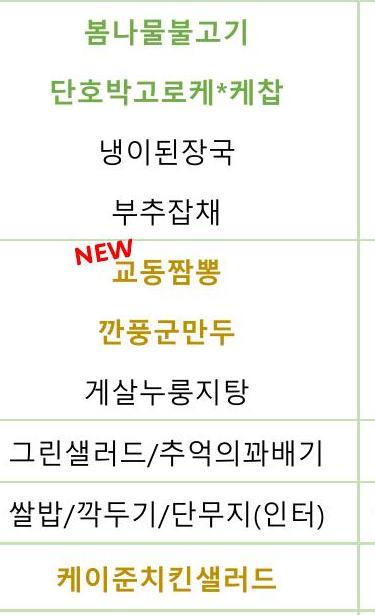 봄나물불고기
단호박고로케*케찹
냉이된장국
부추잡채
NEW
교동짬뽕
깐풍군만두
게살누룽지탕
그린샐러드/추억의꽈배기
쌀밥/깍두기/단무지(인터)
케이준치킨샐러드